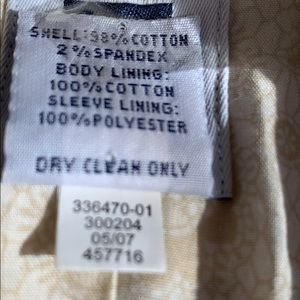 SHELL: 98% COTTON
2% SPANDEX
BODY LINING:
100% COTTON
SLEEVE LINING:
100% POLYESTER
DRY CLEAN ONLY
336470-01
300204
05/07
457716